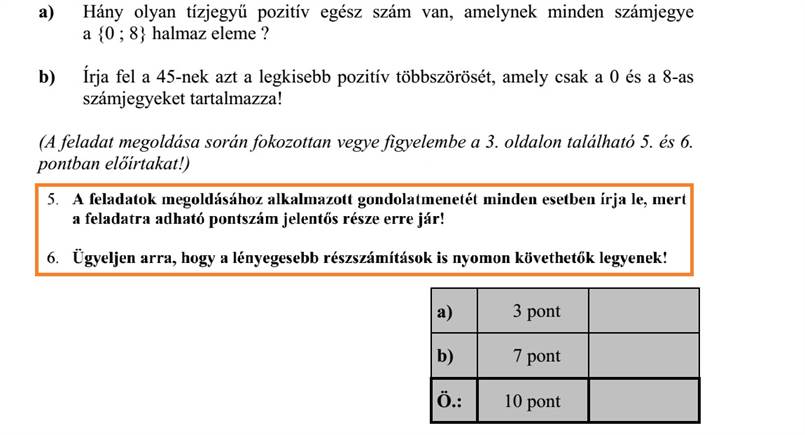 a) Hány olyan tízjegyű pozitív egész szám van, amelynek minden számjegye
a {0 ; 8} halmaz eleme ?
b) Írja fel a 45-nek azt a legkisebb pozitív többszörösét, amely csak a 0 és a 8-as
számjegyeket tartalmazza!
(A feladat megoldása során fokozottan vegye figyelembe a 3. oldalon található 5. és 6.
pontban előírtakat!)
5. A feladatok megoldásához alkalmazott gondolatmenetét minden esetben írja le, mert
a feladatra adható pontszám jelentős része erre jár!
6. Ügyeljen arra, hogy a lényegesebb részszámítások is nyomon követhetők legyenek!
a) 3 pont
b) 7 pont
Ö.: 10 pont